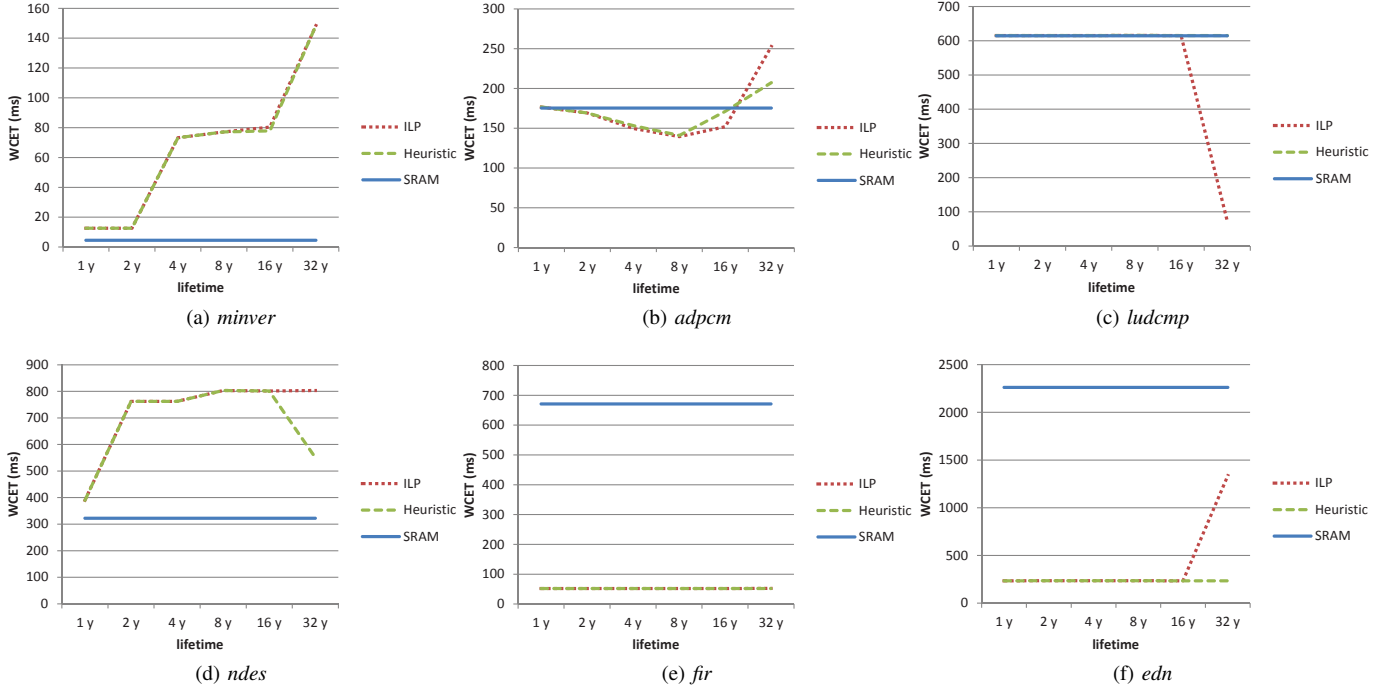 160
140
120
100
80
60
40
20
0
WCET (ms)
1 y 2 y 4 y 8 y 16 y 32 y
lifetime
ILP
Heuristic
SRAM
(a) minver
300
250
200
150
100
50
0
WCET (ms)
1 y 2 y 4 y 8 y 16 y 32 y
lifetime
ILP
Heuristic
SRAM
(b) adpcm
700
600
500
400
300
200
100
0
WCET (ms)
1 y 2 y 4 y 8 y 16 y 32 y
lifetime
ILP
Heuristic
SRAM
(c) ludcmp
900
800
700
600
500
400
300
200
100
0
WCET (ms)
1 y 2 y 4 y 8 y 16 y 32 y
lifetime
ILP
Heuristic
SRAM
(d) ndes
800
700
600
500
400
300
200
100
0
WCET (ms)
1 y 2 y 4 y 8 y 16 y 32 y
lifetime
ILP
Heuristic
SRAM
(e) fir
2500
2000
1500
1000
500
0
WCET (ms)
1 y 2 y 4 y 8 y 16 y 32 y
lifetime
ILP
Heuristic
SRAM
(f) edn